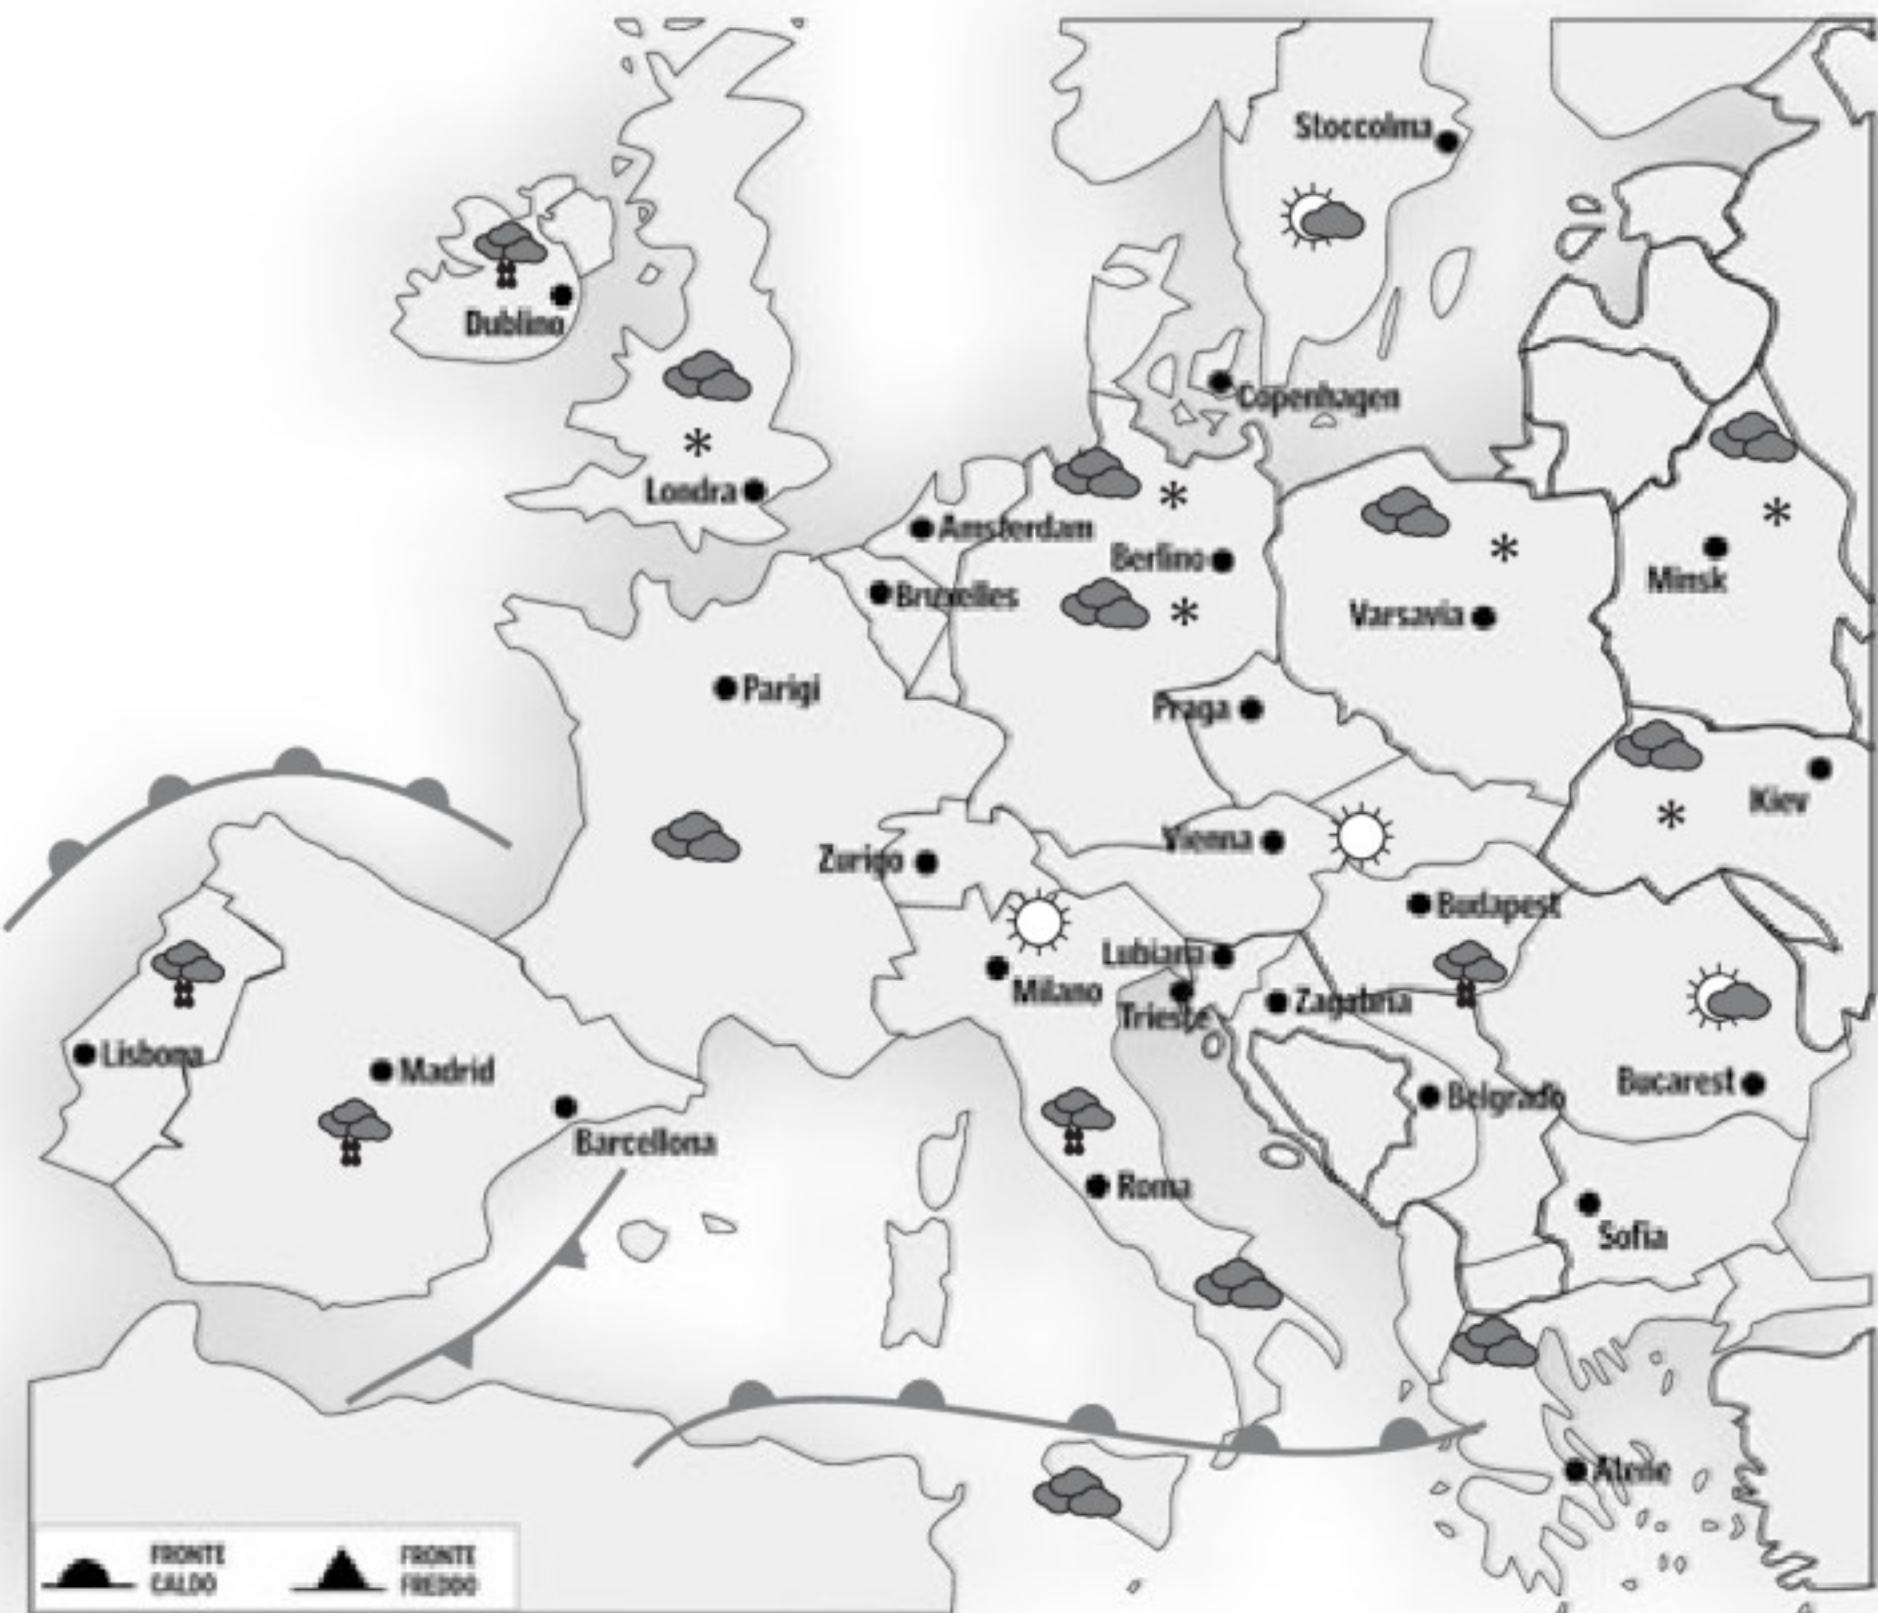 Stoccolma
Dublino
Copenhagen
Londra
Amsterdam
Berlino
Minsk
Bruxelles
Varsavia
Parigi
Praga
Kiev
Vienna
Zurigo
Budapest
Lubiana
Milano
Zagabria
Trieste
Lisbona
Madrid
Bucarest
Belgrado
Barcellona
Roma
Sofia
Atene
FRONTE
CALDO
FRONTE
FREDDO